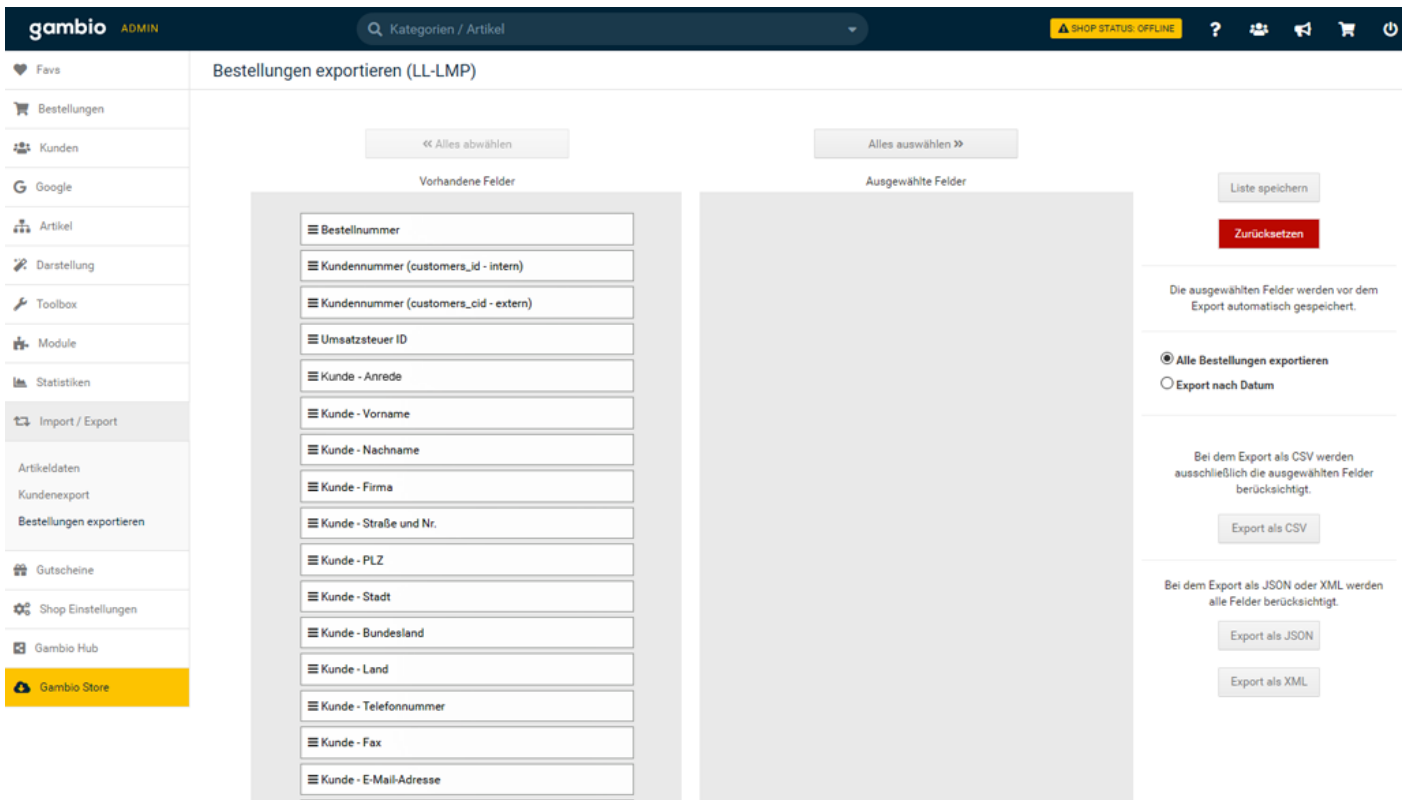 gambio ADMIN
Kategorien / Artikel
SHOP STATUS: OFFLINE
?
Favs
Bestellungen
Kunden
Google
Artikel
Darstellung
Toolbox
Module
Statistiken
Import / Export
Artikeldaten
Kundenexport
Bestellungen exportieren
Gutscheine
Shop Einstellungen
Gambio Hub
Gambio Store
Bestellungen exportieren (LL-LMP)
« Alles abwählen
Vorhandene Felder
Bestellnummer
Kundennummer (customers_id - intern)
Kundennummer (customers_cid - extern)
Umsatzsteuer ID
Kunde - Anrede
Kunde - Vorname
Kunde - Nachname
Kunde - Firma
Kunde - Straße und Nr.
Kunde - PLZ
Kunde - Stadt
Kunde - Bundesland
Kunde - Land
Kunde - Telefonnummer
Kunde - Fax
Kunde - E-Mail-Adresse
Alles auswählen »
Ausgewählte Felder
Liste speichern
Zurücksetzen
Die ausgewählten Felder werden vor dem
Export automatisch gespeichert.
Alle Bestellungen exportieren
Export nach Datum
Bei dem Export als CSV werden
ausschließlich die ausgewählten Felder
berücksichtigt.
Export als CSV
Bei dem Export als JSON oder XML werden
alle Felder berücksichtigt.
Export als JSON
Export als XML